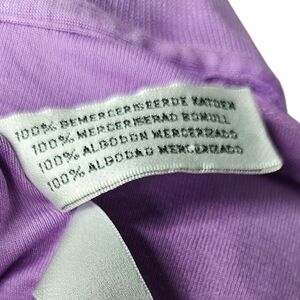 100% GEMERCERISEERDE KATOEN
100% MERCERISERAD BOMULL
100% ALGODON MERCERIZADO
100% ALGODAO MERCERIZADO